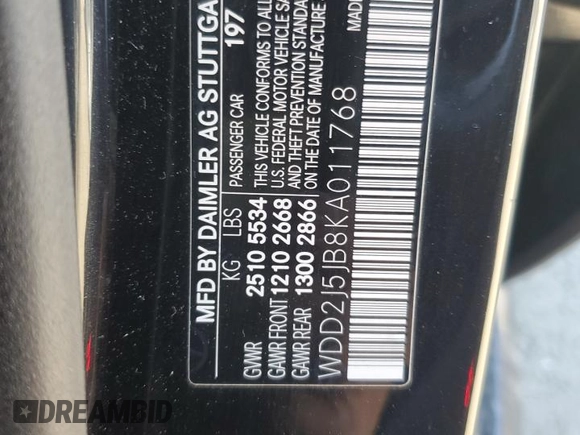 MFD BY DAIMLER AG STUTTGA
197
KG LBS
PASSENGER CAR
GVWR 2510 5534
GAWR FRONT 1210 2668
GAWR REAR 1300 2866
THIS VEHICLE CONFORMS TO ALL
U.S. FEDERAL MOTOR VEHICLE SA
AND THEFT PREVENTION STANDA
DATE OF MANUFACTURE
WDD2J5JB8KA011768
MADE
DREAMBID